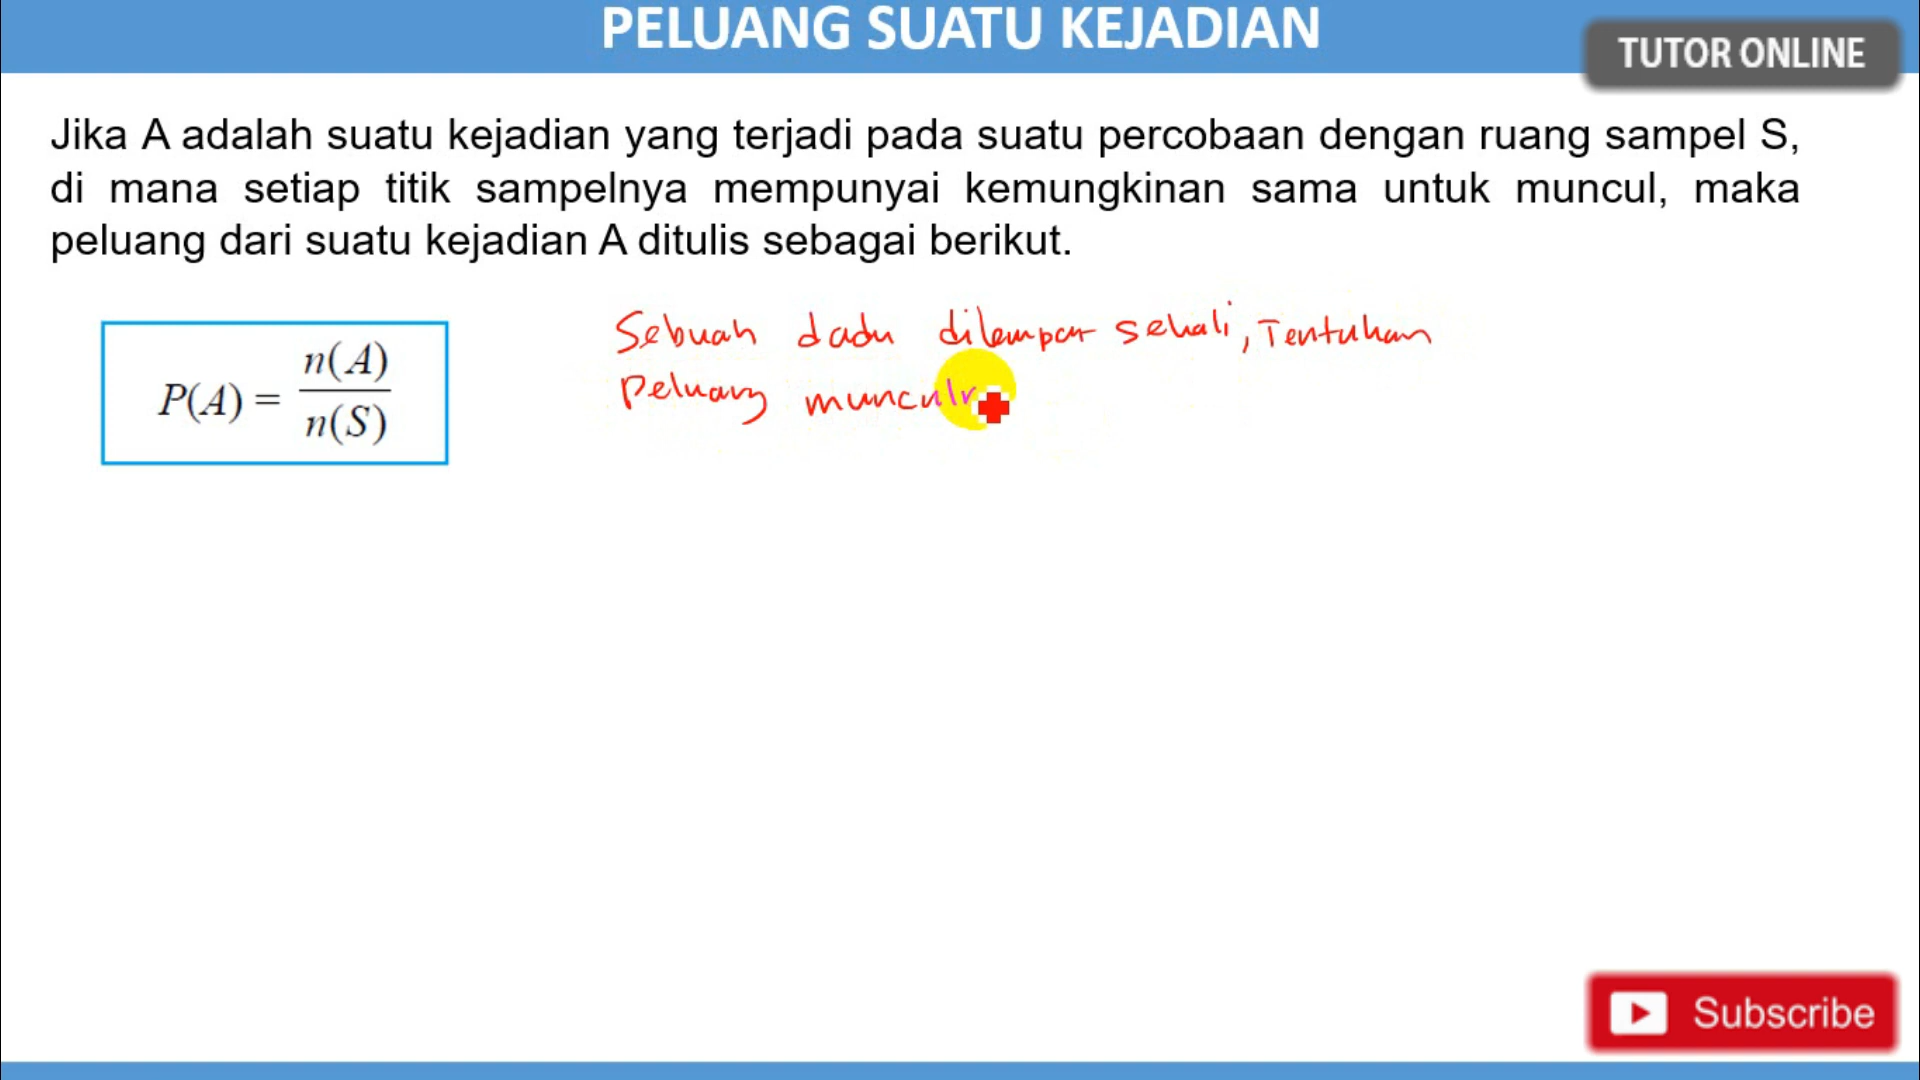 PELUANG SUATU KEJADIAN
TUTOR ONLINE
Jika A adalah suatu kejadian yang terjadi pada suatu percobaan dengan ruang sampel S,
di mana setiap titik sampelnya mempunyai kemungkinan sama untuk muncul, maka
peluang dari suatu kejadian A ditulis sebagai berikut.
P(A) = n(A) / n(S)
Sebuah dadu dilempar sekali, Tentukan
Peluang muncul
Subscribe